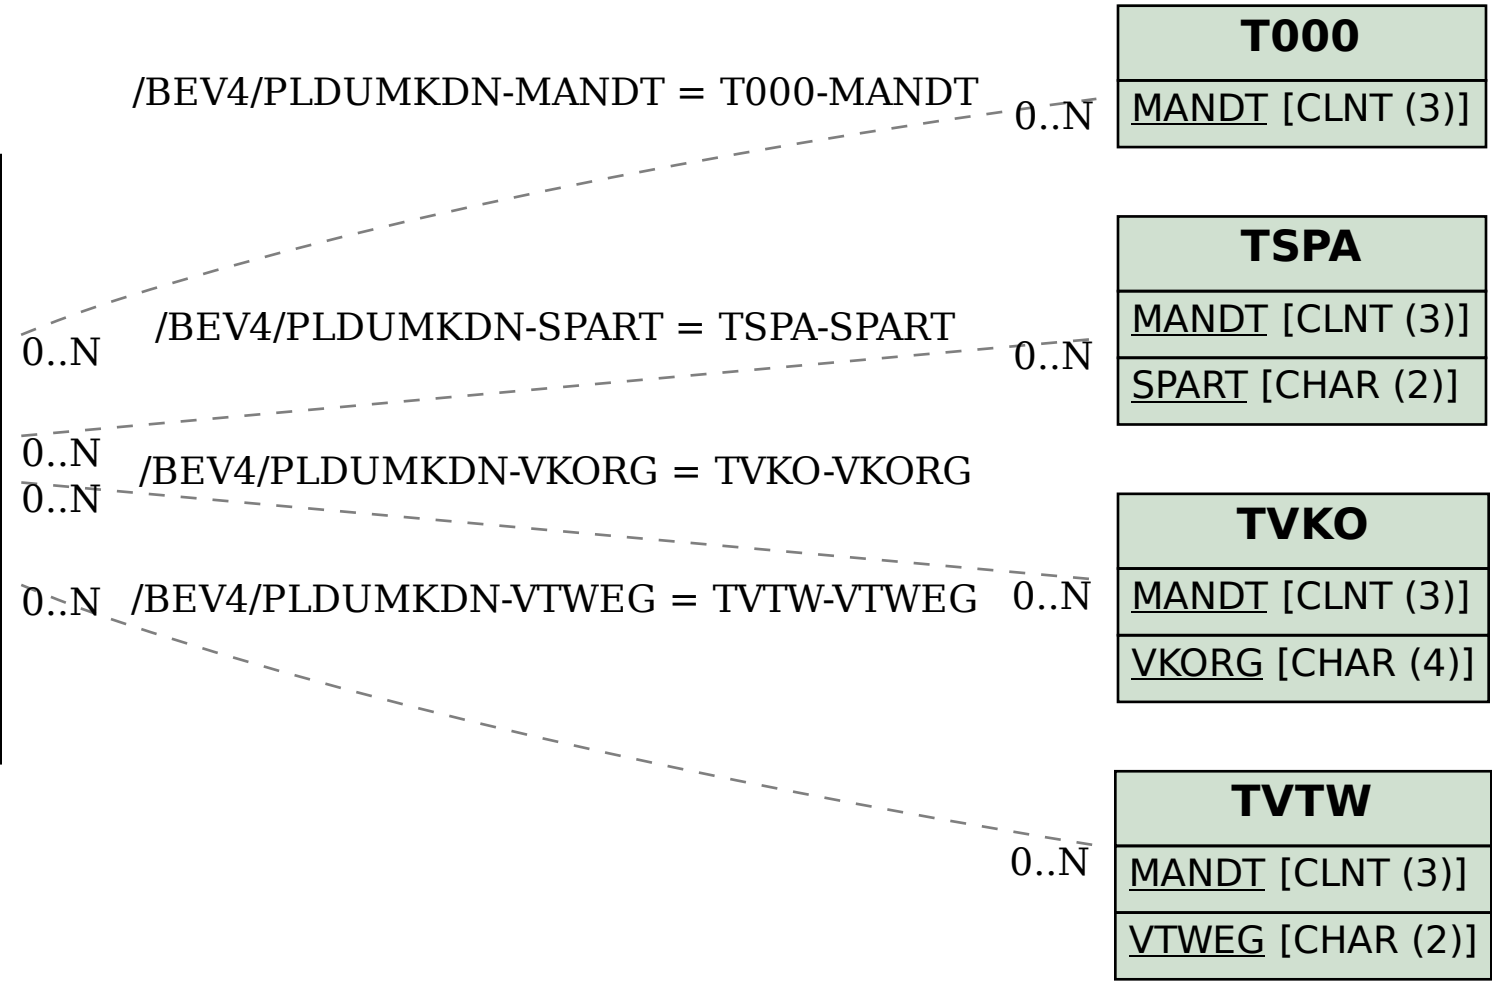 T000
/BEV4/PLDUMKDN-MANDT = T000-MANDT
0..N
MANDT [CLNT (3)]
TSPA
MANDT [CLNT (3)]
0..N
/BEV4/PLDUMKDN-SPART = TSPA-SPART
0..N
SPART [CHAR (2)]
0..N
/BEV4/PLDUMKDN-VKORG = TVKO-VKORG
0..N
TVKO
0..N
/BEV4/PLDUMKDN-VTWEG = TVTW-VTWEG
0..N
MANDT [CLNT (3)]
VKORG [CHAR (4)]
TVTW
0..N
MANDT [CLNT (3)]
VTWEG [CHAR (2)]